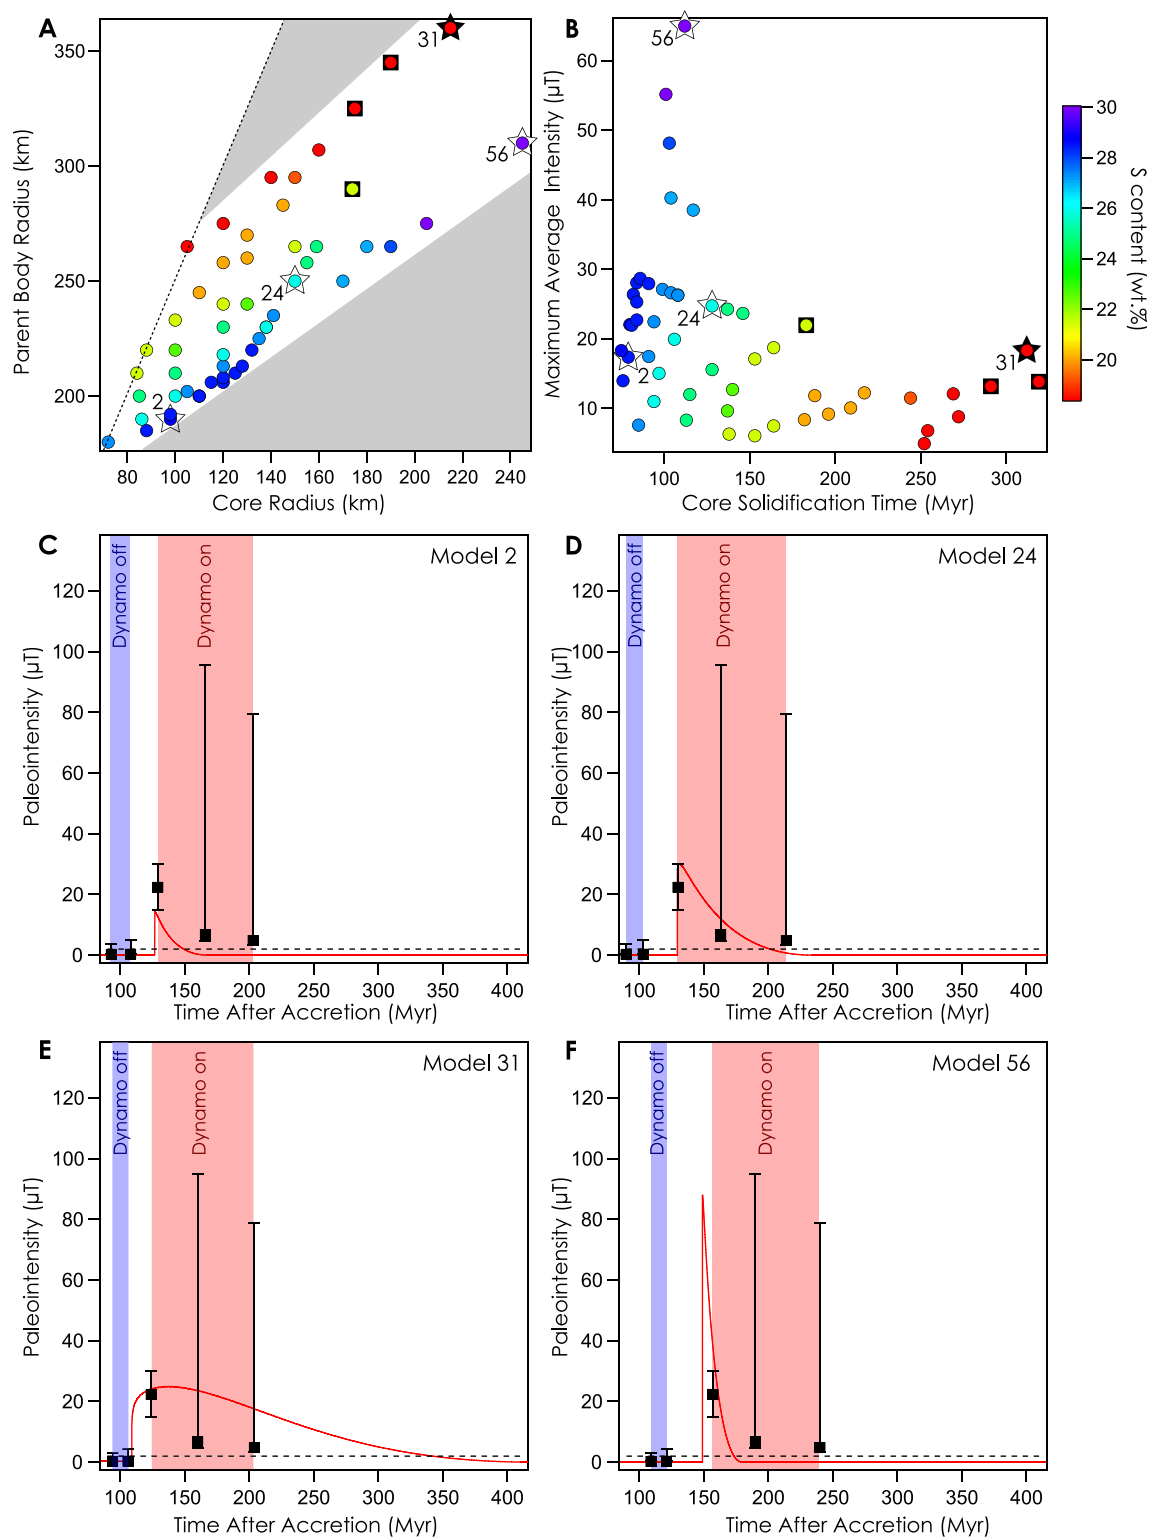 A
Parent Body Radius (km)
350
300
250
200
31
56
24
2
80 100 120 140 160 180 200 220 240
Core Radius (km)
B
Maximum Average Intensity (µT)
60
50
40
30
20
10
56
24
2
31
100 150 200 250 300
Core Solidification Time (Myr)
30
28
26
24
22
20
S content (wt.%)
C
Model 2
Dynamo off
Dynamo on
Paleointensity (µT)
120
100
80
60
40
20
0
100 150 200 250 300 350 400
Time After Accretion (Myr)
D
Model 24
Dynamo off
Dynamo on
Paleointensity (µT)
120
100
80
60
40
20
0
100 150 200 250 300 350 400
Time After Accretion (Myr)
E
Model 31
Dynamo off
Dynamo on
Paleointensity (µT)
120
100
80
60
40
20
0
100 150 200 250 300 350 400
Time After Accretion (Myr)
F
Model 56
Dynamo off
Dynamo on
Paleointensity (µT)
120
100
80
60
40
20
0
100 150 200 250 300 350 400
Time After Accretion (Myr)